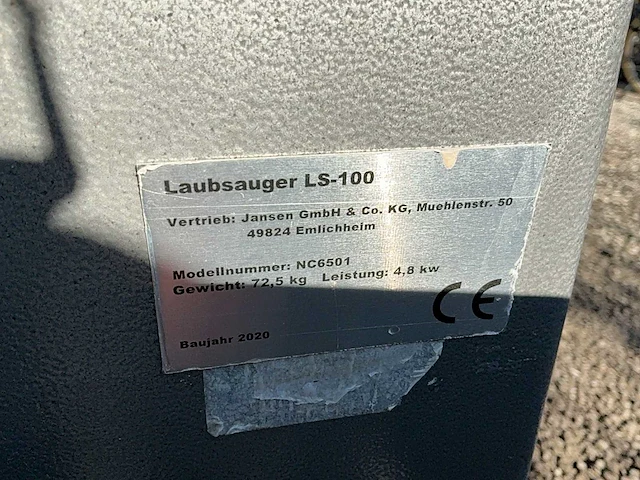 Laubsauger LS-100
Vertrieb: Jansen GmbH & Co. KG, Muehlenstr. 50
49824 Emlichheim
Modellnummer: NC6501
Gewicht: 72,5 kg Leistung: 4,8 kw
CE
Baujahr 2020